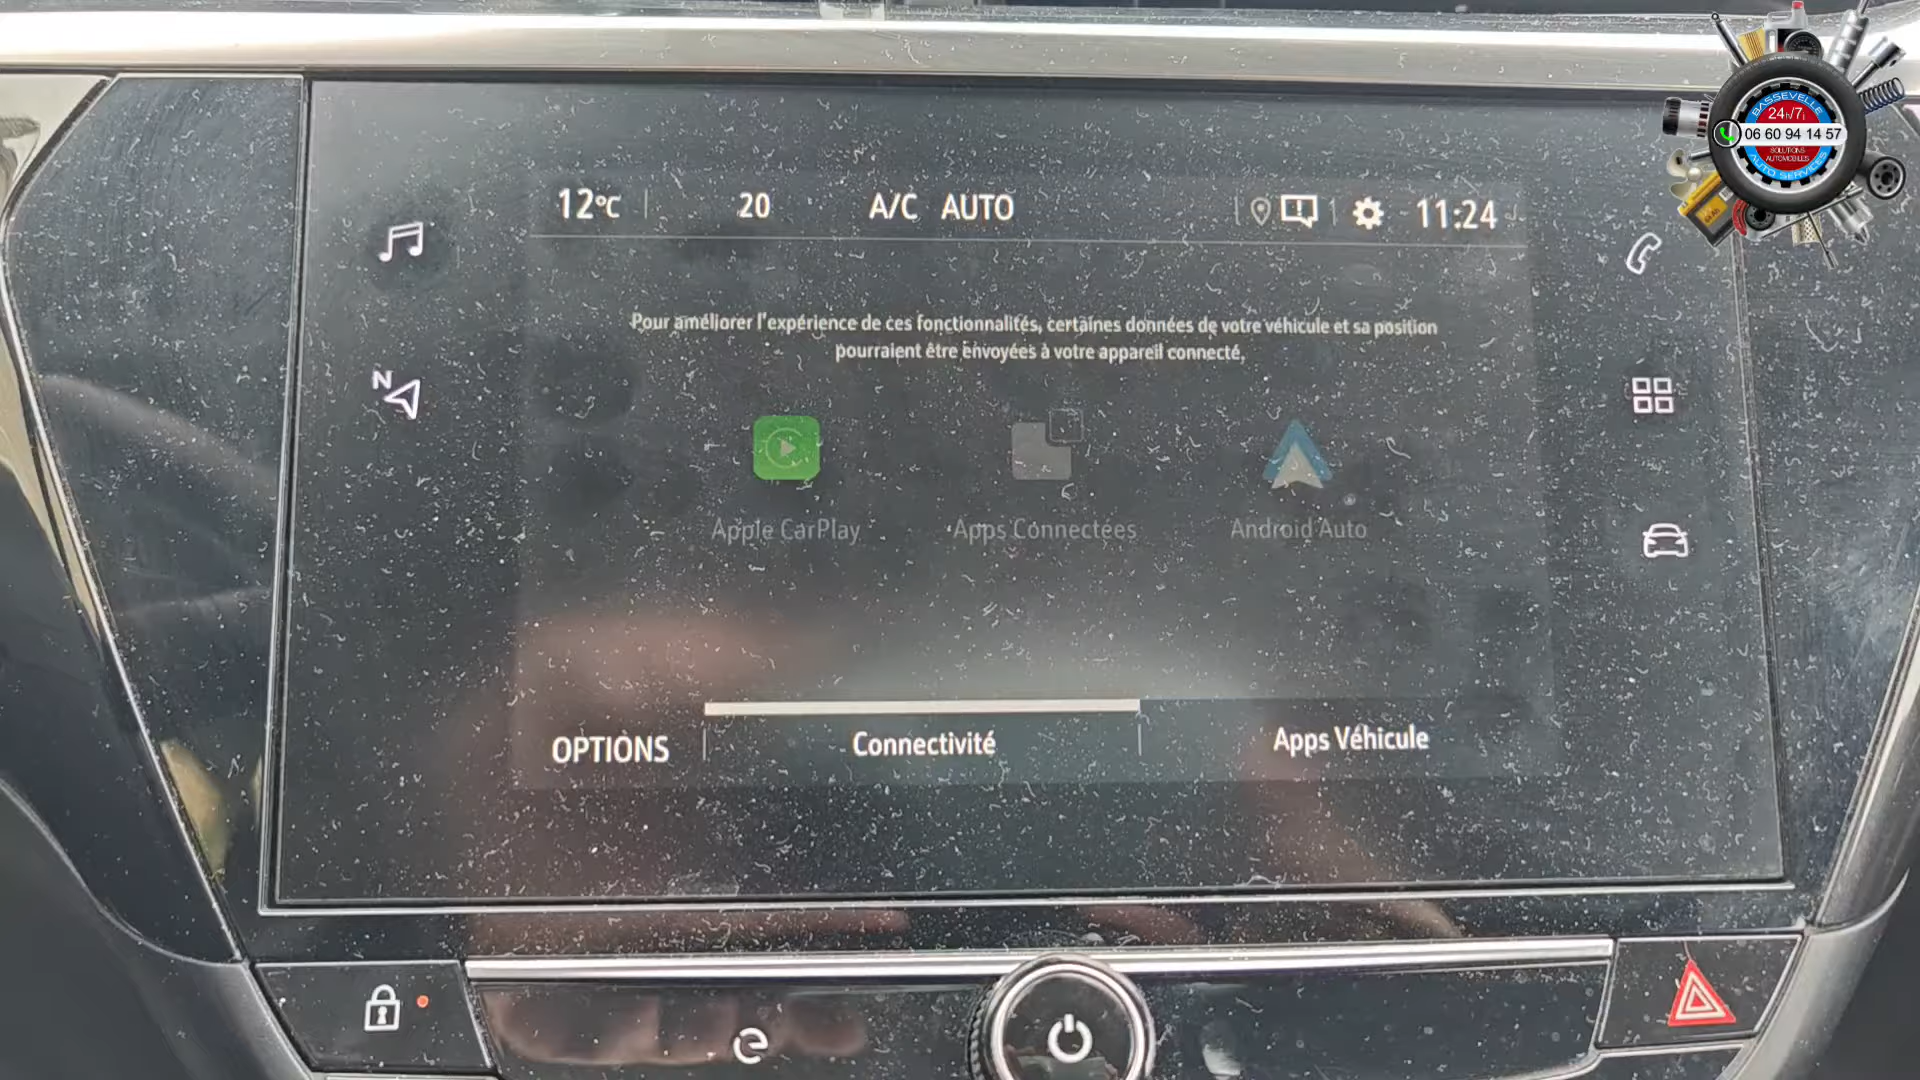 12°C
20
A/C AUTO
1
11:24
Pour améliorer l'expérience de ces fonctionnalités, certaines données de votre véhicule et sa position
pourraient être envoyées à votre appareil connecté.
N
Apple CarPlay
Apps Connectées
Android Auto
OPTIONS
Connectivité
Apps Véhicule
BASSEVELLE
24h/7j
06 60 94 14 57
SOLUTIONS
AUTOMOBILES
AUTO SERVICES